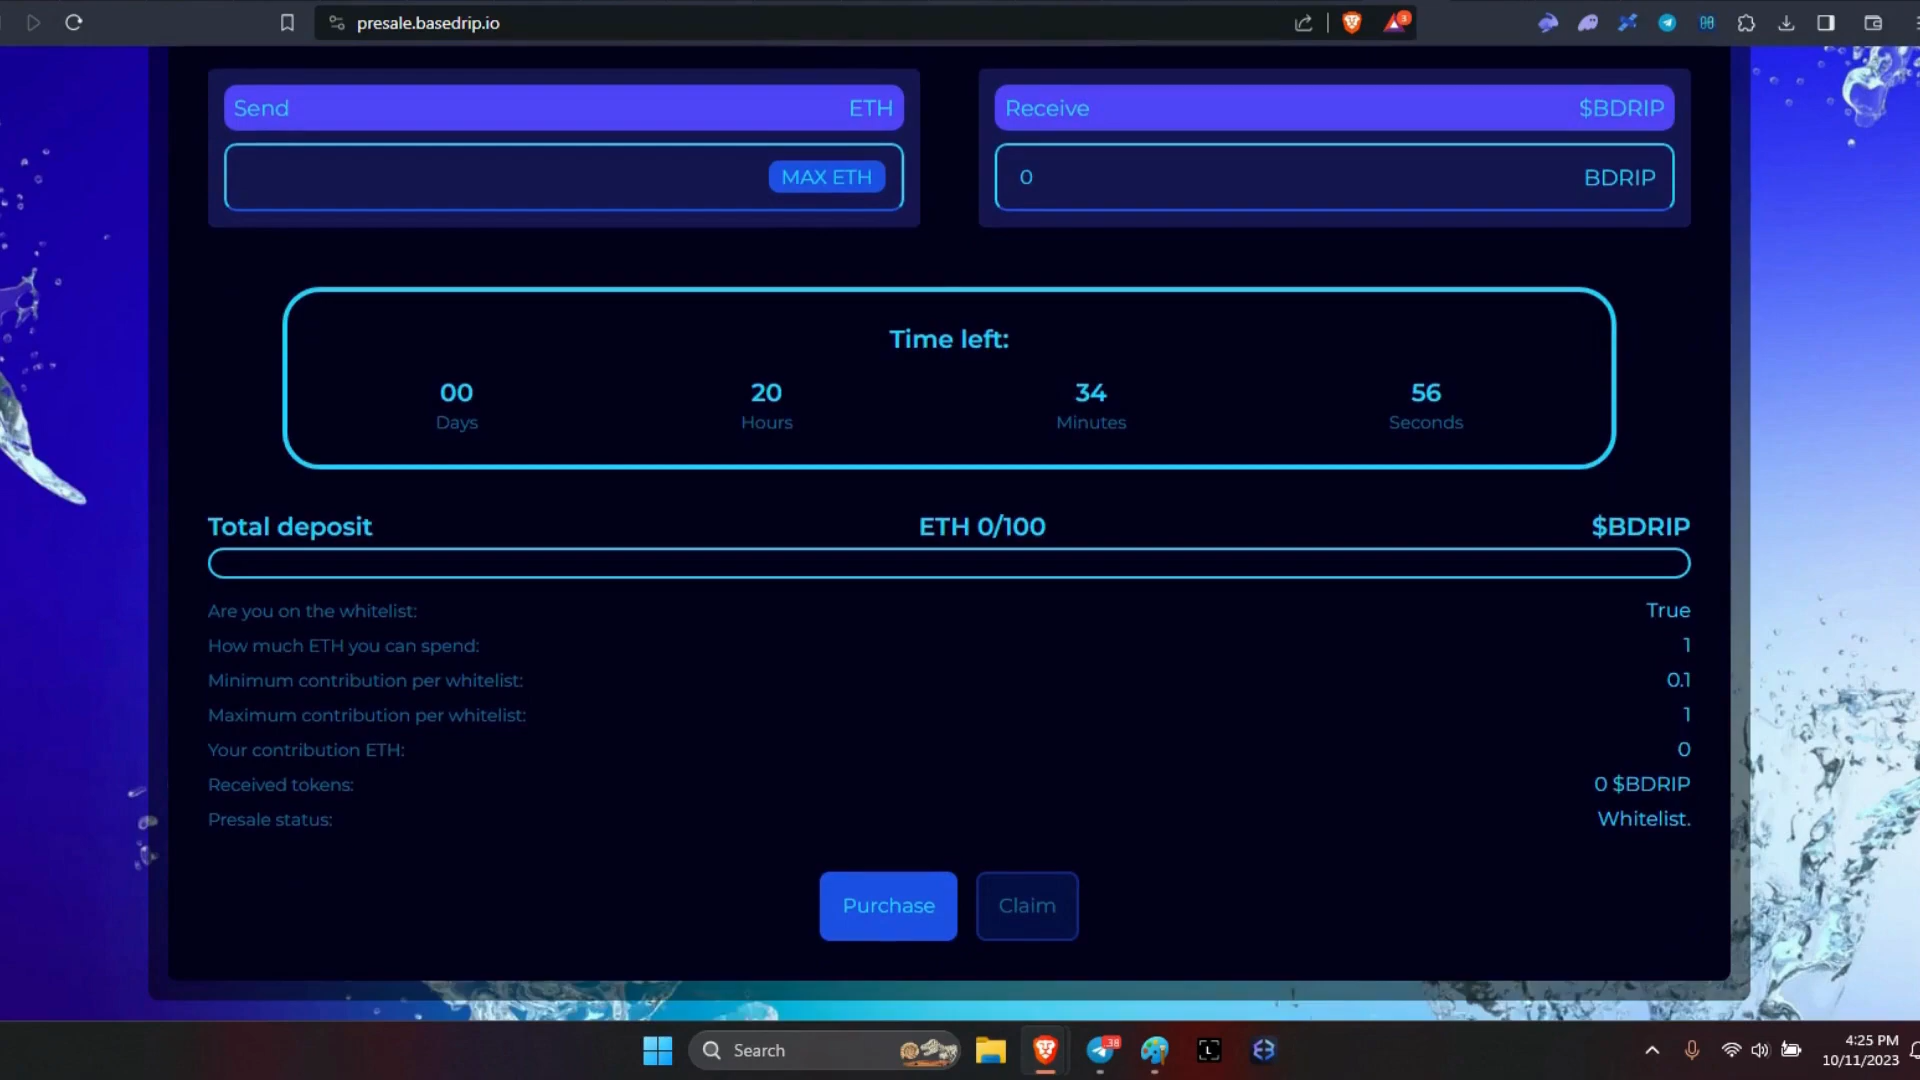 presale.basedrip.io
3
Send ETH
Receive $BDRIP
MAX ETH
0 BDRIP
Time left:
00 20 34 56
Days Hours Minutes Seconds
Total deposit ETH 0/100 $BDRIP
Are you on the whitelist: True
How much ETH you can spend: 1
Minimum contribution per whitelist: 0.1
Maximum contribution per whitelist: 1
Your contribution ETH: 0
Received tokens: 0 $BDRIP
Presale status: Whitelist.
Purchase Claim
Search
38
L
4:25 PM
10/11/2023